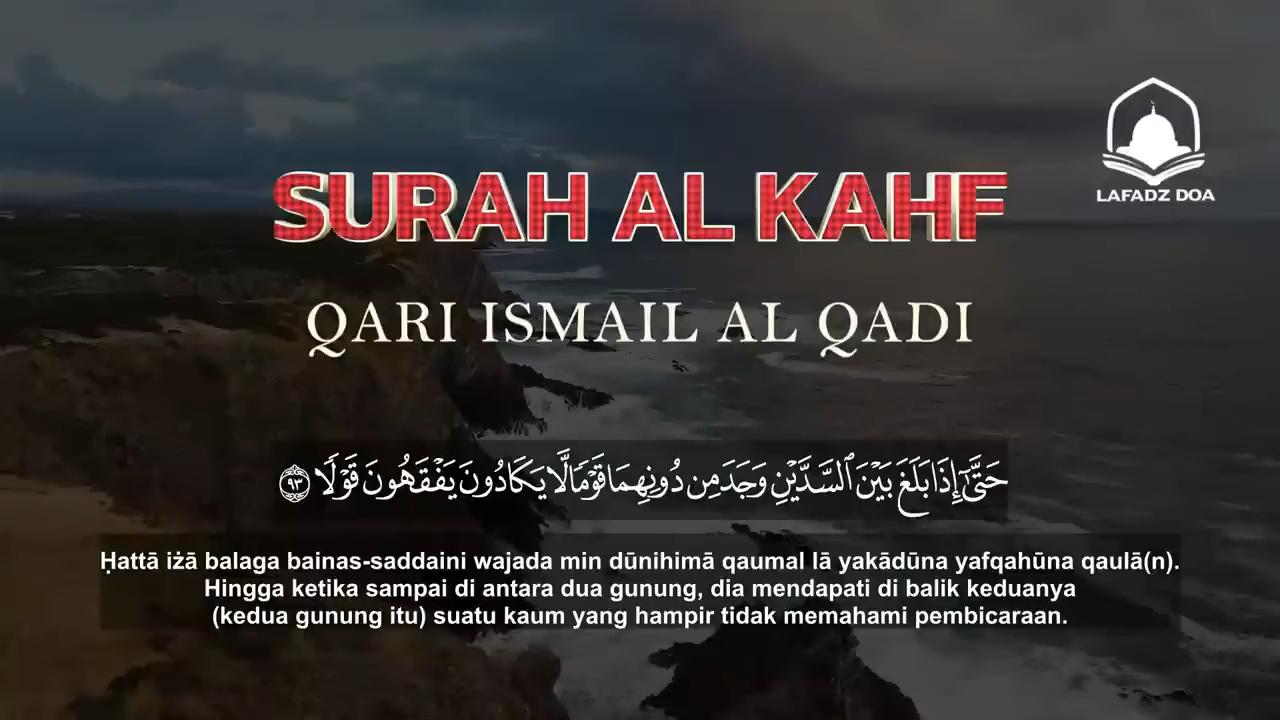 LAFADZ DOA
SURAH AL KAHF
QARI ISMAIL AL QADI
حَتَّىٰٓ إِذَا بَلَغَ بَيْنَ ٱلسَّدَّيْنِ وَجَدَ مِن دُونِهِمَا قَوْمًا لَّا يَكَادُونَ يَفْقَهُونَ قَوْلًا ٩٣
Ḥattā iżā balaga bainas-saddaini wajada min dūnihimā qaumal lā yakādūna yafqahūna qaulā(n).
Hingga ketika sampai di antara dua gunung, dia mendapati di balik keduanya
(kedua gunung itu) suatu kaum yang hampir tidak memahami pembicaraan.